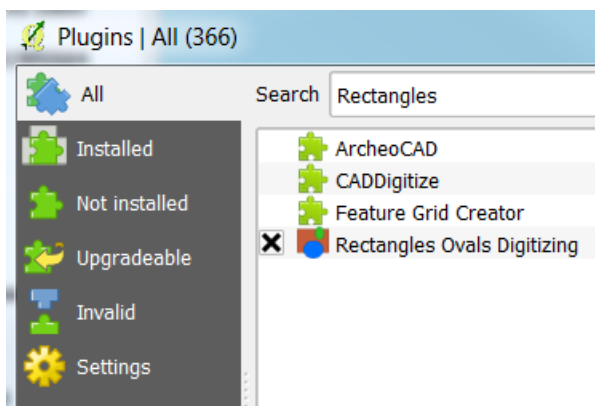 Plugins | All (366)
All
Search Rectangles
Installed
Not installed
Upgradeable
Invalid
Settings
ArcheoCAD
CADDigitize
Feature Grid Creator
Rectangles Ovals Digitizing